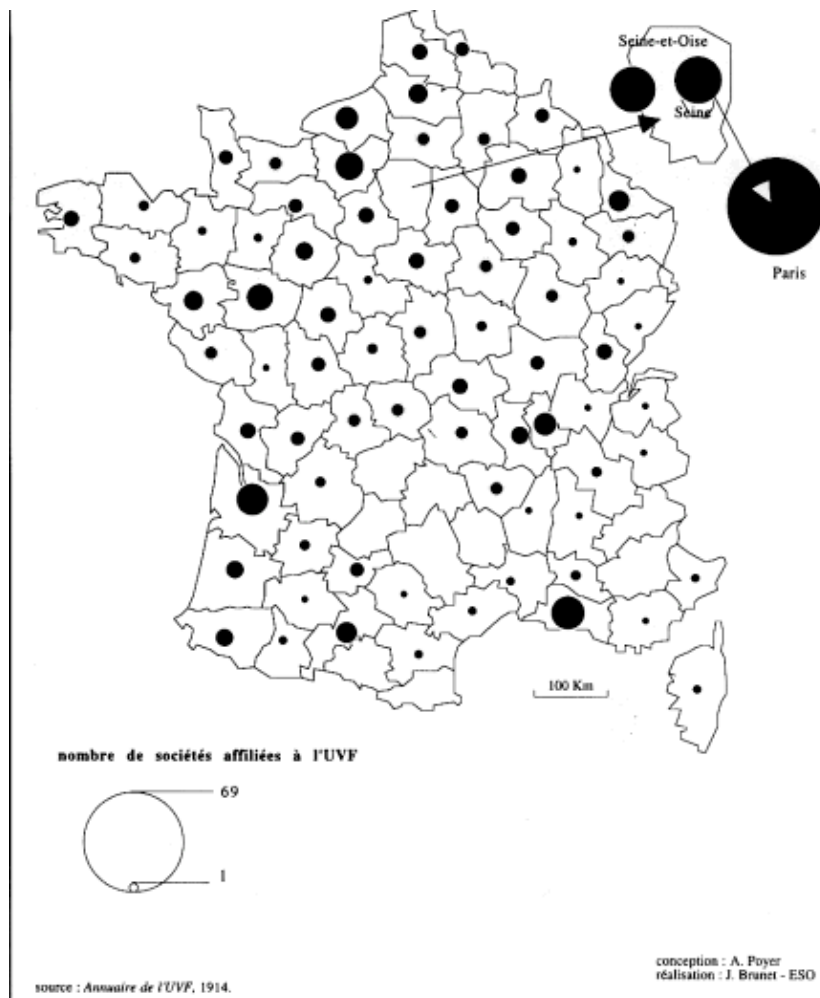 Seine-et-Oise
Seine
Paris
100 Km
nombre de sociétés affiliées à l'UVF
69
1
conception : A. Poyer
réalisation : J. Brunet - ESO
source : Annuaire de l'UVF, 1914.